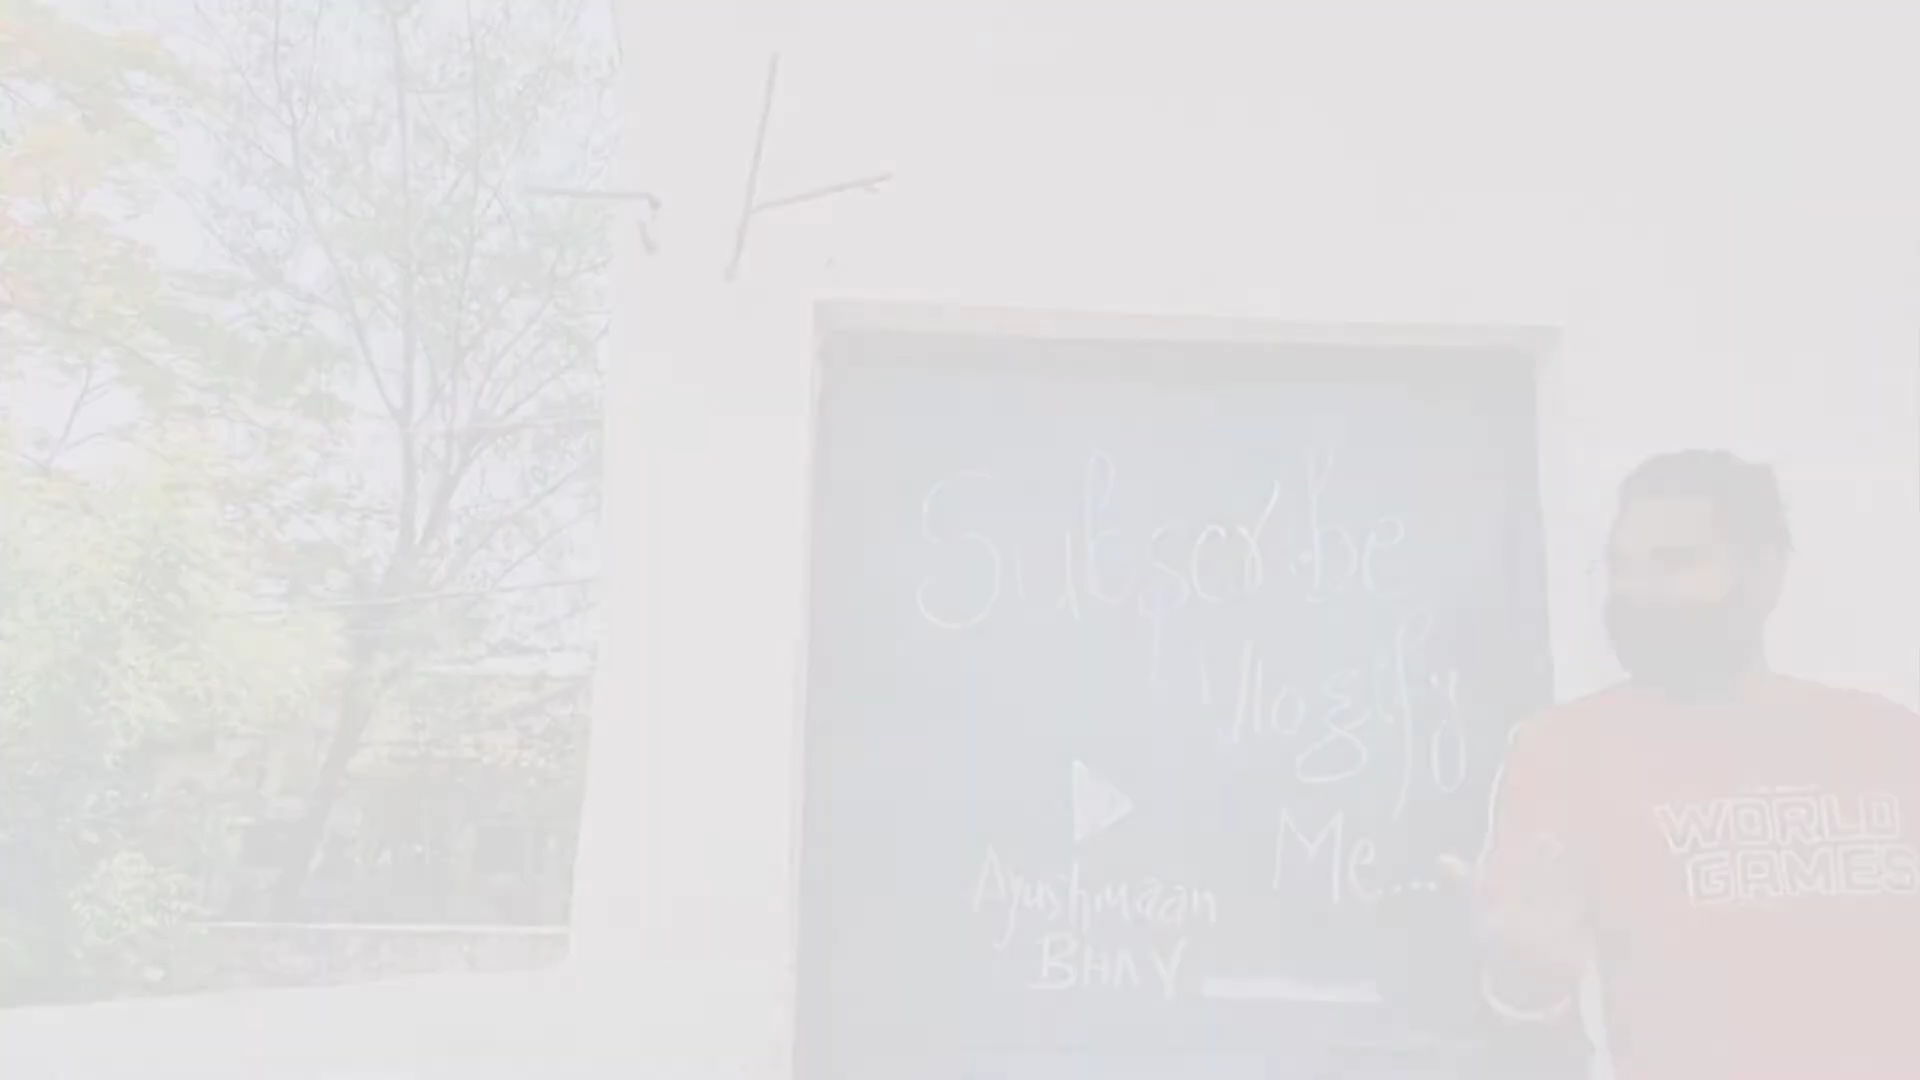 Subscribe
Vlogify
Me....
Ayushmaan
BHAV
WORLD
GAMES